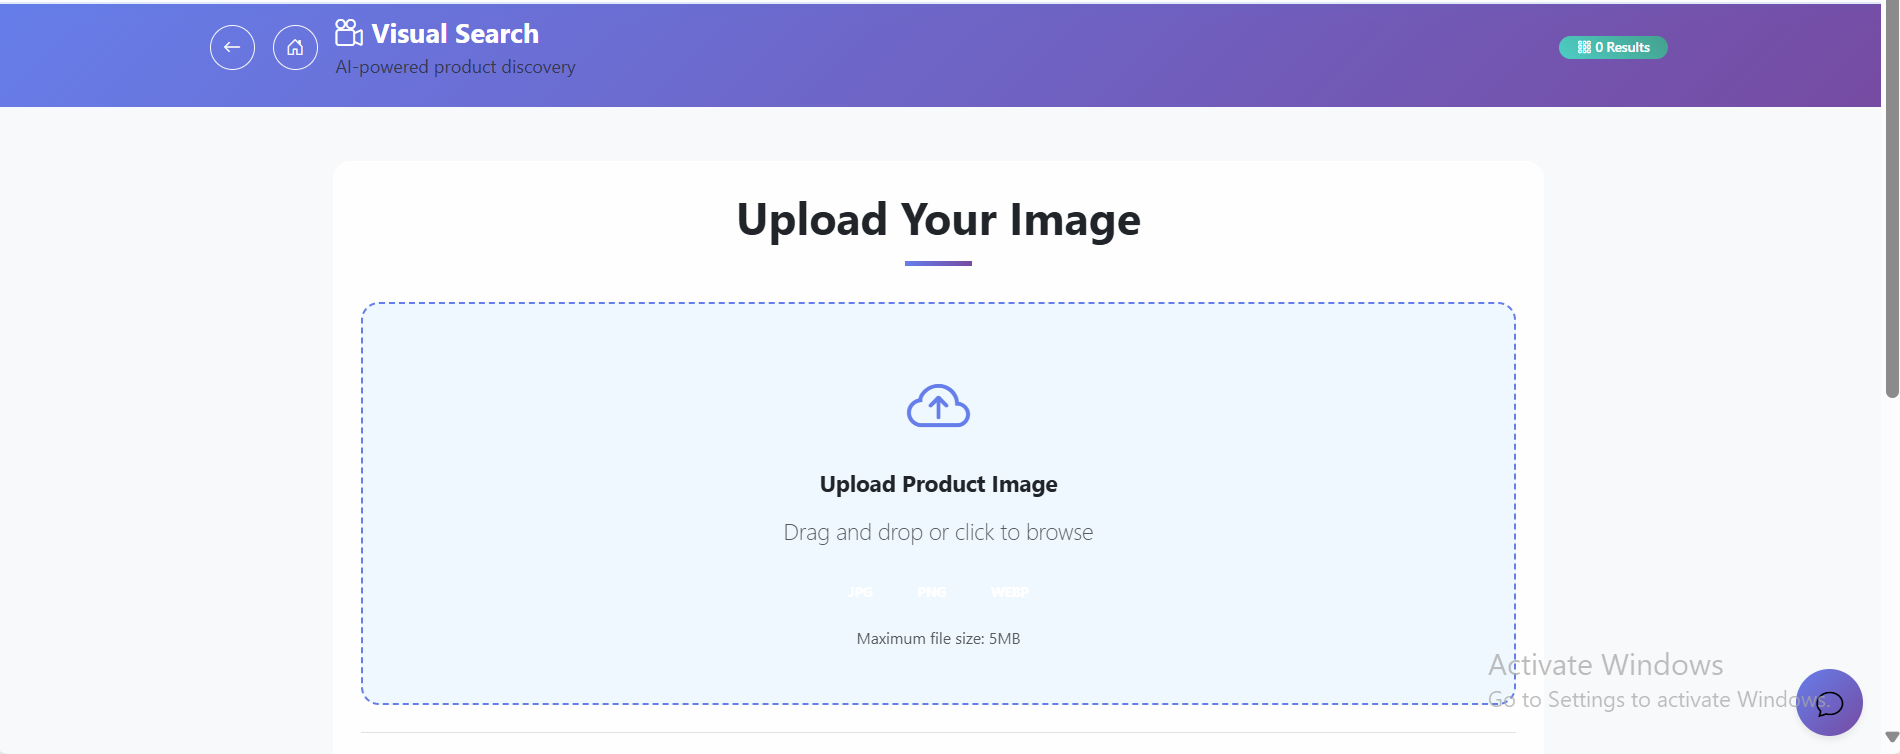 Visual Search
AI-powered product discovery
0 Results
Upload Your Image
Upload Product Image
Drag and drop or click to browse
JPG PNG WEBP
Maximum file size: 5MB
Activate Windows
Go to Settings to activate Windows.